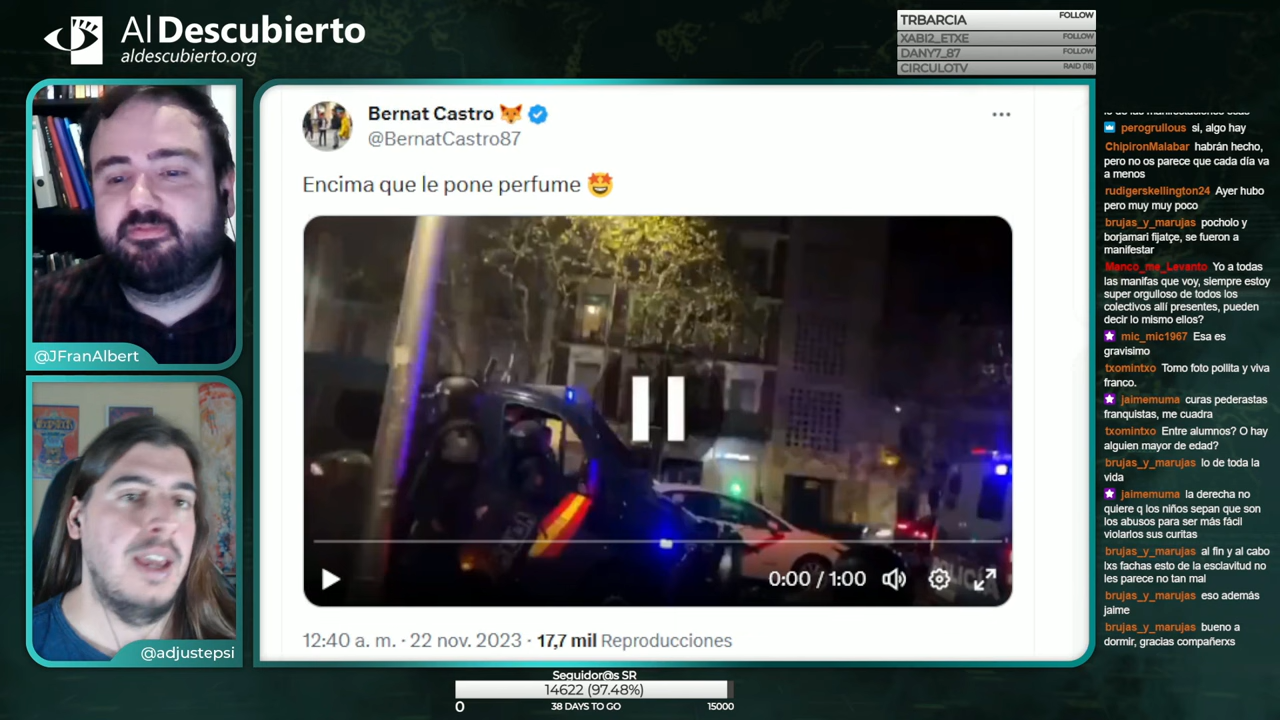 Al Descubierto
aldescubierto.org
TRBARCIA FOLLOW
XABI2_ETXE FOLLOW
DANY7_87 FOLLOW
CIRCULOTV RAID (18)
@JFranAlbert
@adjustepsi
Bernat Castro
@BernatCastro87
Encima que le pone perfume 🤩
0:00 / 1:00
12:40 a. m. · 22 nov. 2023 · 17,7 mil Reproducciones
perogrullous si, algo hay
ChipironMalabar habrán hecho,
pero no os parece que cada día va
a menos
rudigerskellington24 Ayer hubo
pero muy muy poco
brujas_y_marujas pocholo y
borjamari fijatçe, se fueron a
manifestar
Manco_me_Levanto Yo a todas
las manifas que voy, siempre estoy
super orgulloso de todos los
colectivos allí presentes, pueden
decir lo mismo ellos?
mic_mic1967 Esa es
gravisimo
txomintxo Tomo foto pollita y viva
franco.
jaimemuma curas pederastas
franquistas, me cuadra
txomintxo Entre alumnos? O hay
alguien mayor de edad?
brujas_y_marujas lo de toda la
vida
jaimemuma la derecha no
quiere q los niños sepan que son
los abusos para ser más fácil
violarlos sus curitas
brujas_y_marujas al fin y al cabo
lxs fachas esto de la esclavitud no
les parece no tan mal
brujas_y_marujas eso además
jaime
brujas_y_marujas bueno a
dormir, gracias compañerxs
Seguidor@s SR
14622 (97.48%)
0 38 DAYS TO GO 15000